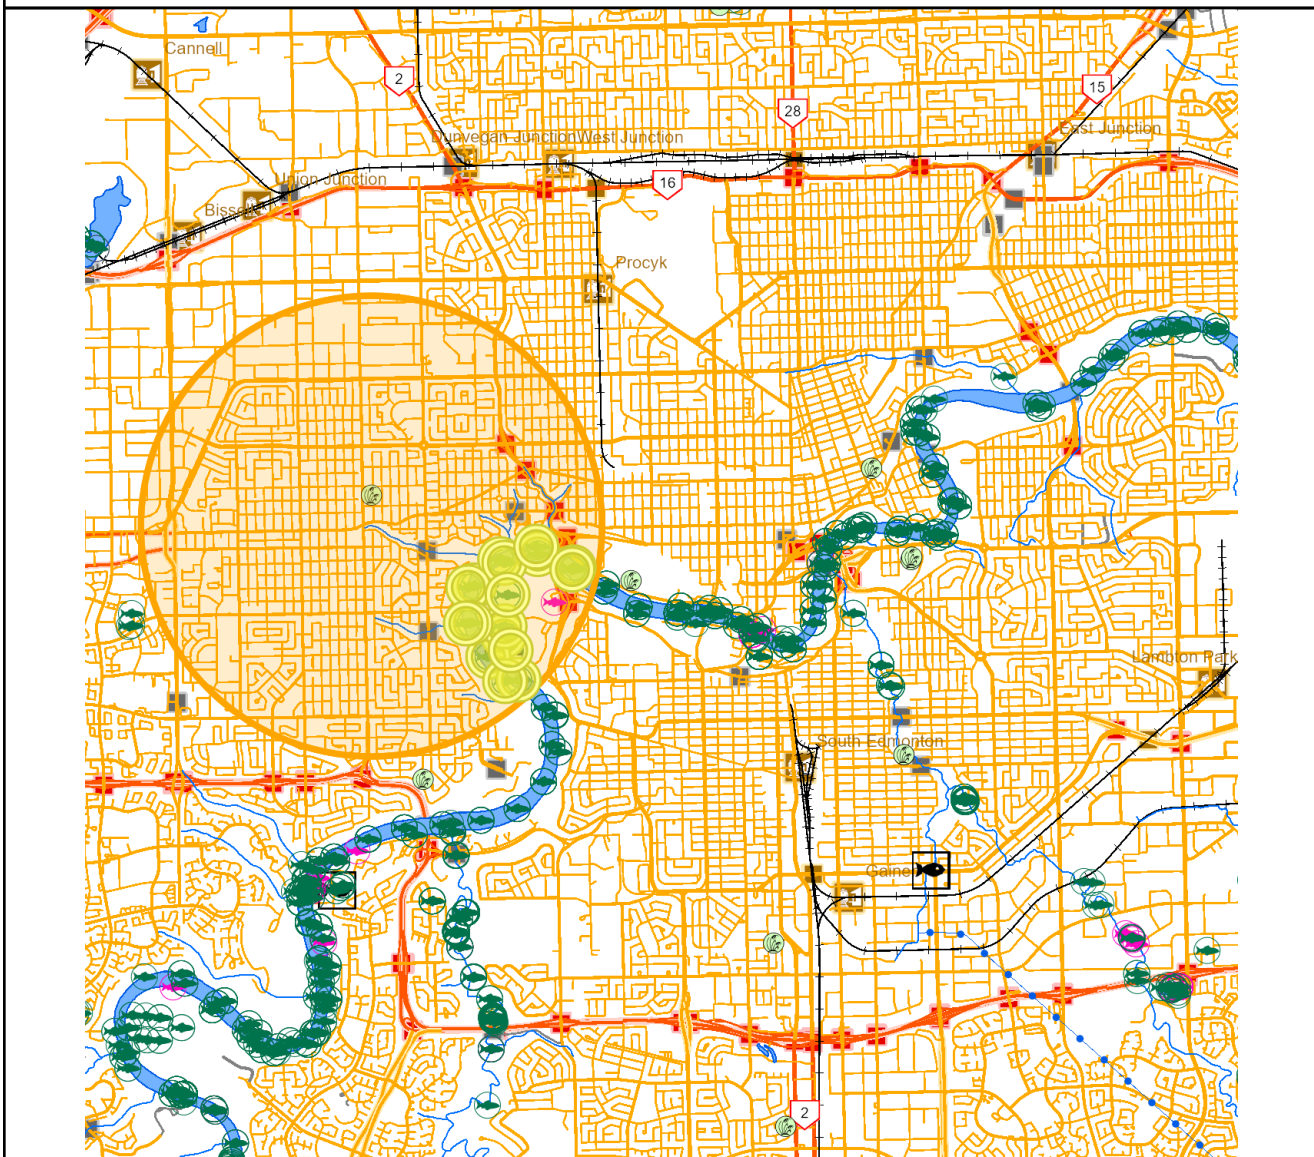 Cannell
2
15
28
Dunvegan Junction
West Junction
East Junction
Union Junction
16
Bissell
Procyk
Lambton Park
South Edmonton
2